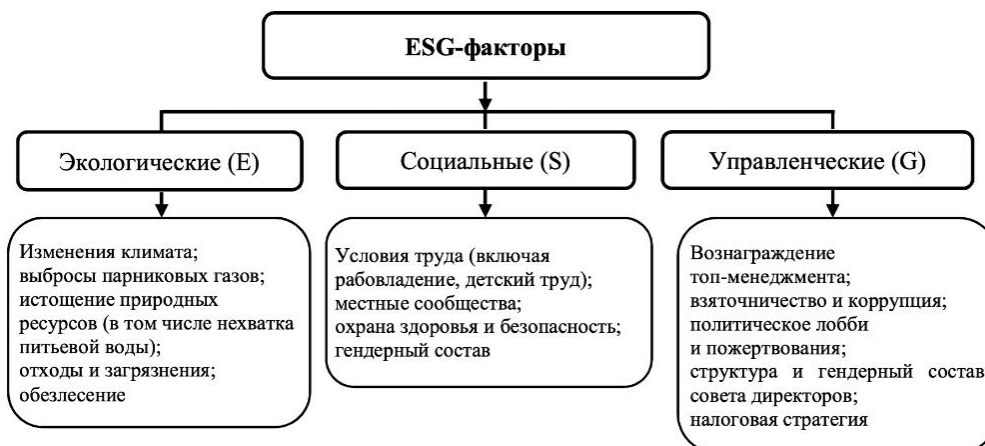 ESG-факторы
Экологические (E)
Социальные (S)
Управленческие (G)
Изменения климата;
выбросы парниковых газов;
истощение природных
ресурсов (в том числе нехватка
питьевой воды);
отходы и загрязнения;
обезлесение
Условия труда (включая
рабовладение, детский труд);
местные сообщества;
охрана здоровья и безопасность;
гендерный состав
Вознаграждение
топ-менеджмента;
взяточничество и коррупция;
политическое лобби
и пожертвования;
структура и гендерный состав
совета директоров;
налоговая стратегия